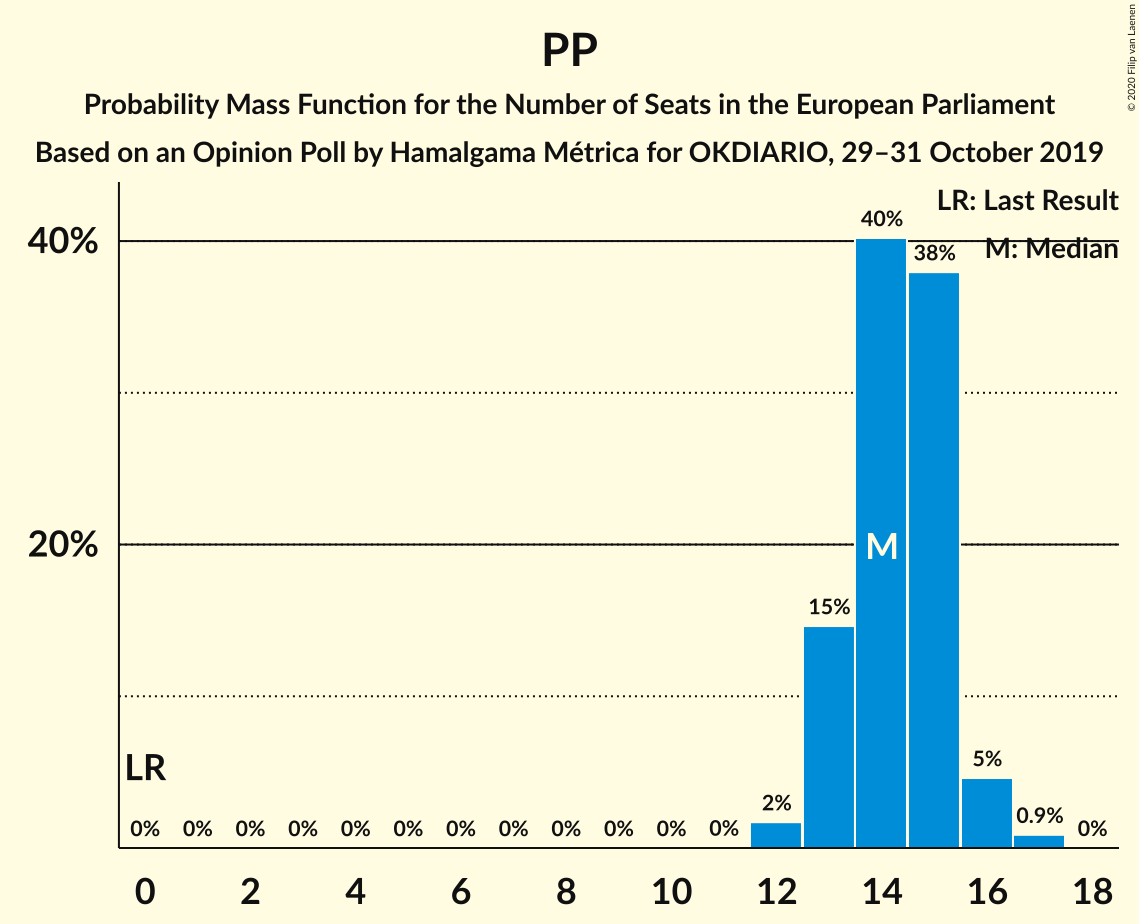 PP
Probability Mass Function for the Number of Seats in the European Parliament
Based on an Opinion Poll by Hamalgama Métrica for OKDIARIO, 29–31 October 2019
© 2020 Filip van Laenen
LR: Last Result
M: Median
40%
20%
40%
38%
M
15%
LR
5%
2%
0.9%
0% 0% 0% 0% 0% 0% 0% 0% 0% 0% 0% 0% 0%
0 2 4 6 8 10 12 14 16 18